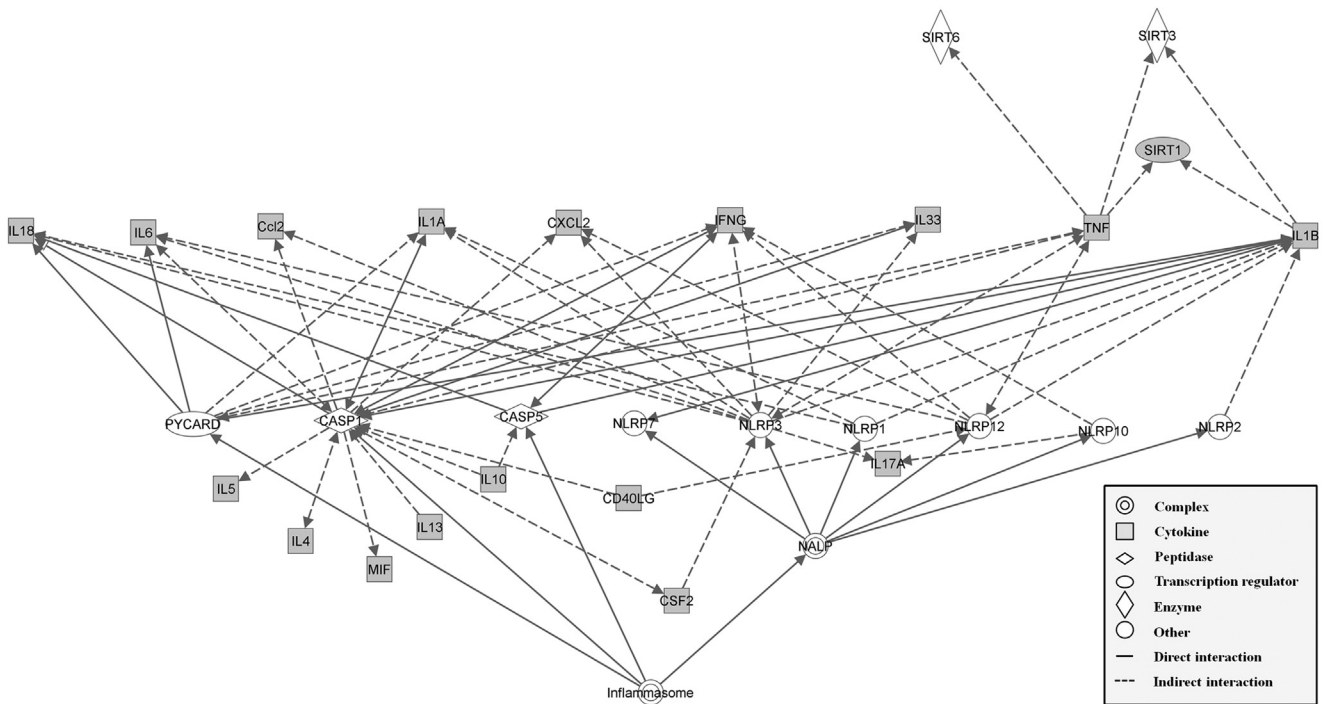 SIRT6
SIRT3
SIRT1
IL18
IL6
Ccl2
IL1A
CXCL2
IFNG
IL33
TNF
IL1B
PYCARD
CASP1
CASP5
NLRP7
NLRP3
NLRP1
NLRP12
NLRP10
NLRP2
IL17A
IL5
IL10
CD40LG
IL4
IL13
MIF
NALP
CSF2
Inflammasome
Complex
Cytokine
Peptidase
Transcription regulator
Enzyme
Other
Direct interaction
Indirect interaction